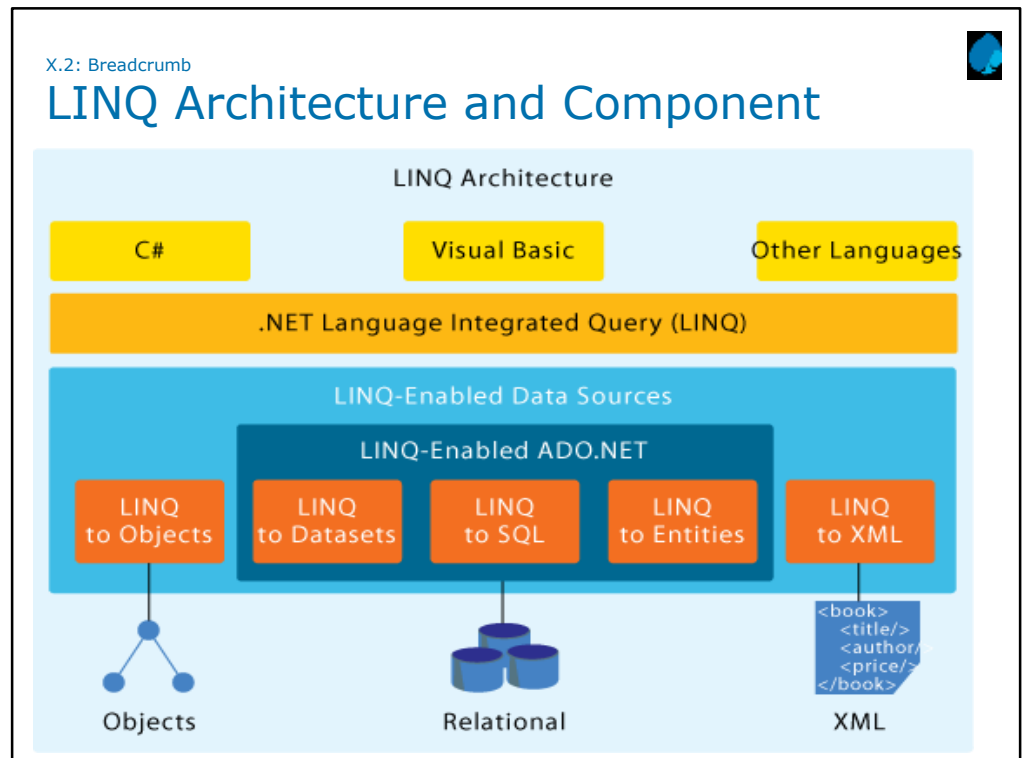 X.2: Breadcrumb
LINQ Architecture and Component
LINQ Architecture
C#
Visual Basic
Other Languages
.NET Language Integrated Query (LINQ)
LINQ-Enabled Data Sources
LINQ-Enabled ADO.NET
LINQ
to Objects
LINQ
to Datasets
LINQ
to SQL
LINQ
to Entities
LINQ
to XML
<book>
<title/>
<author/>
<price/>
</book>
Objects
Relational
XML